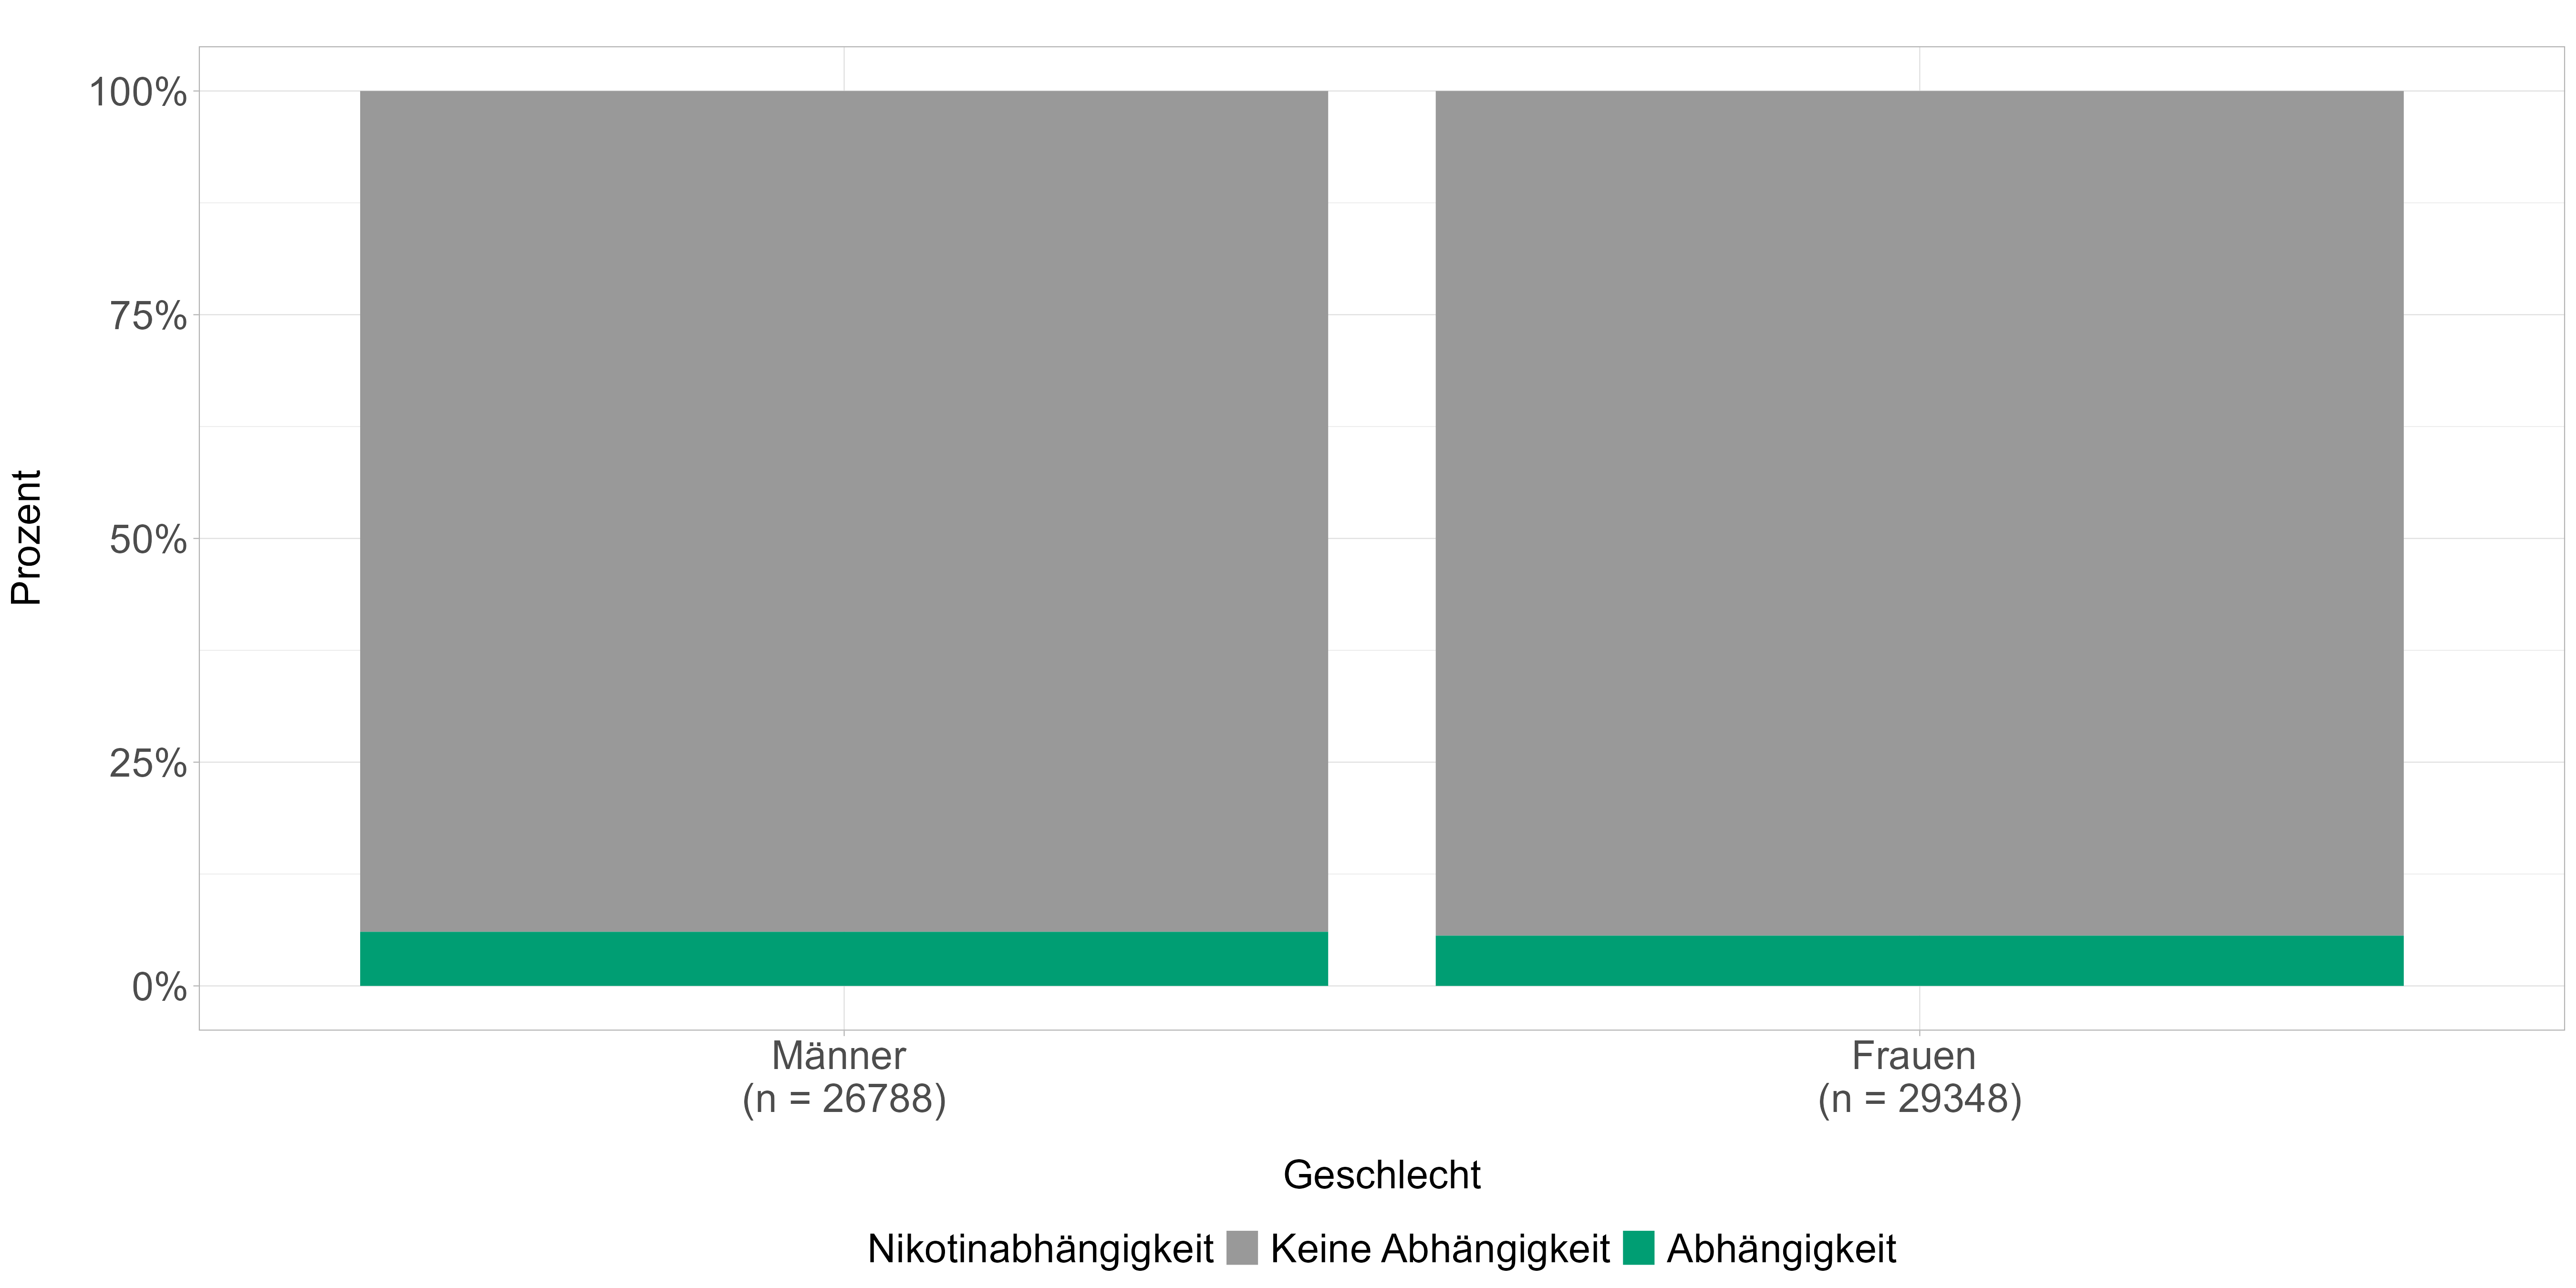 Prozent
100%
75%
50%
25%
0%
Männer
(n = 26788)
Frauen
(n = 29348)
Geschlecht
Nikotinabhängigkeit Keine Abhängigkeit Abhängigkeit